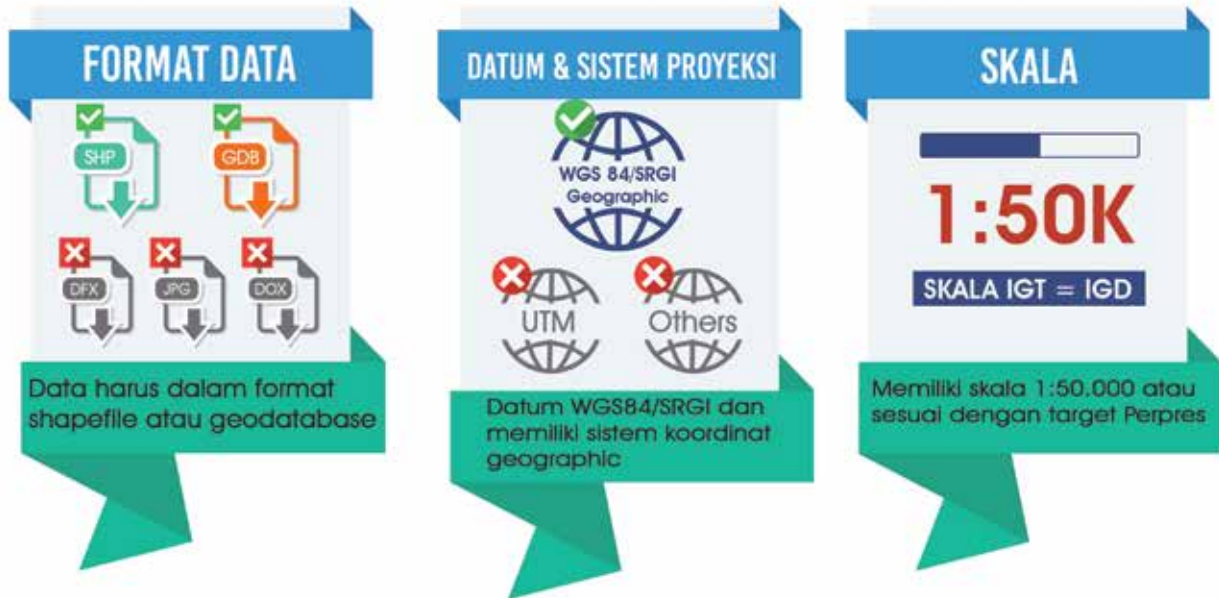 FORMAT DATA
SHP
GDB
DFX
JPG
DOX
Data harus dalam format
shapefile atau geodatabase
DATUM & SISTEM PROYEKSI
WGS 84/SRGI
Geographic
UTM
Others
Datum WGS84/SRGI dan
memiliki sistem koordinat
geographic
SKALA
1:50K
SKALA IGT = IGD
Memiliki skala 1:50.000 atau
sesuai dengan target Perpres